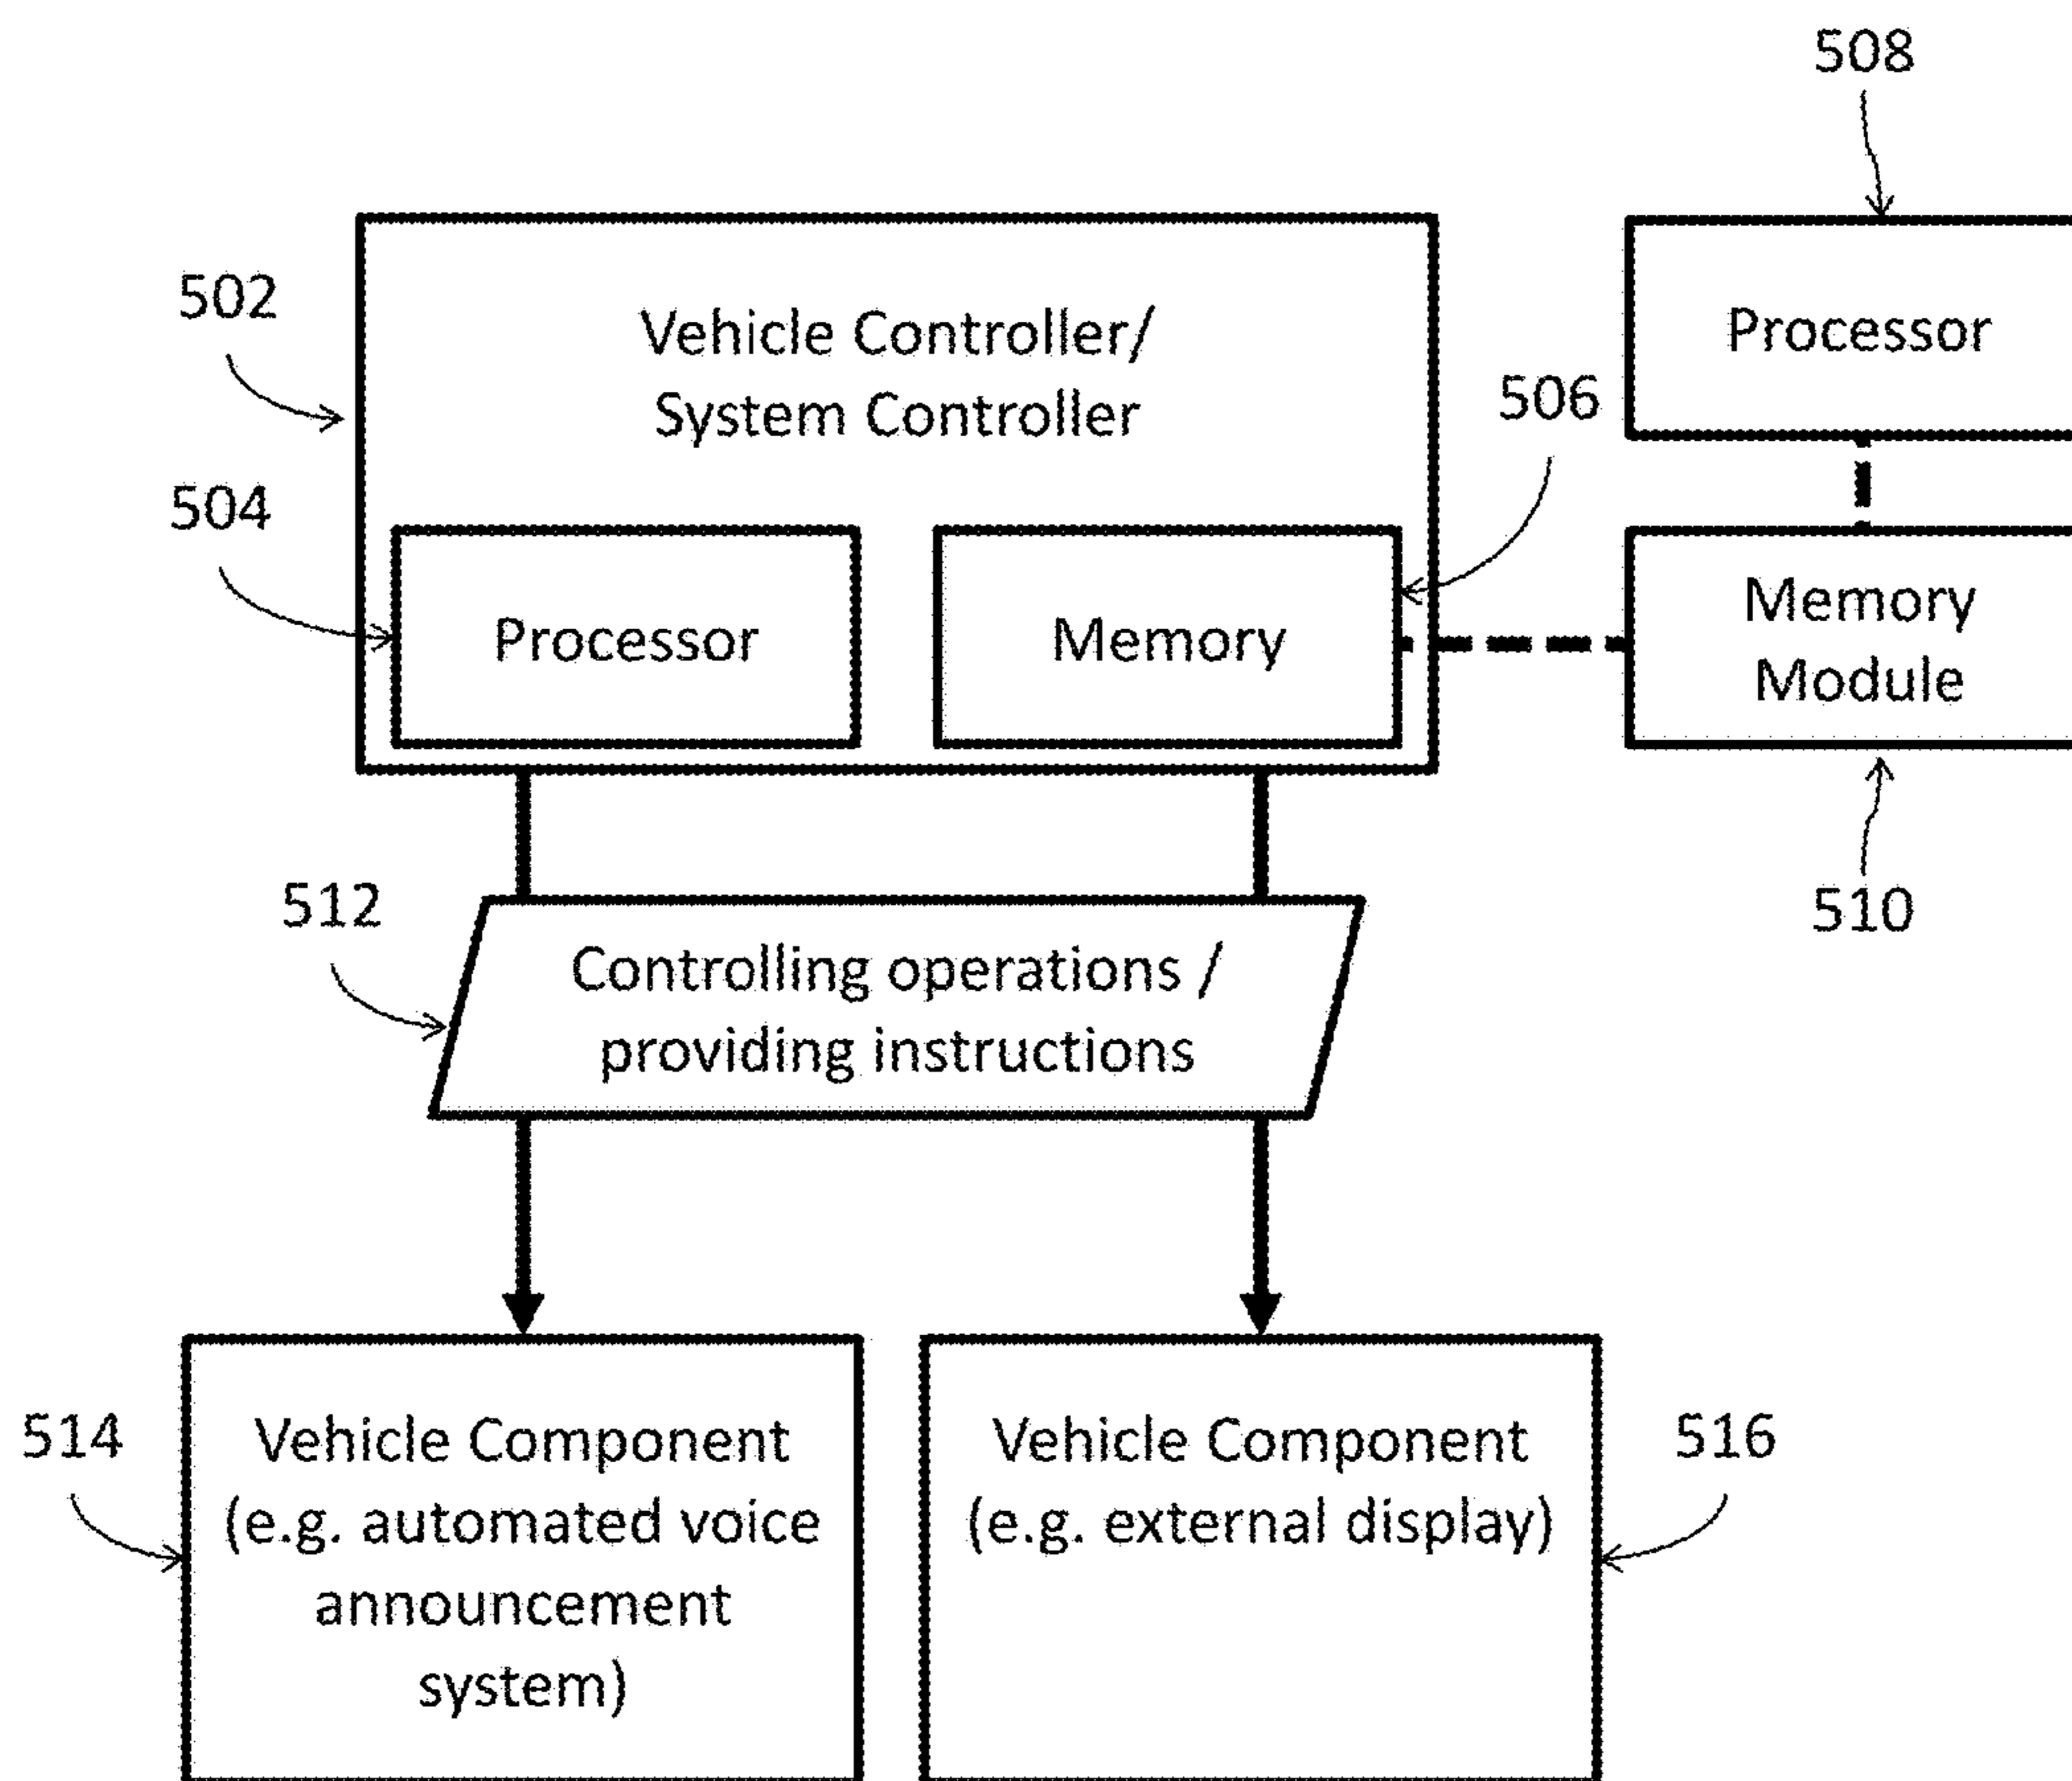 508
502
Vehicle Controller/
System Controller
Processor
506
504
Processor
Memory
Memory
Module
510
512
Controlling operations /
providing instructions
514
Vehicle Component
(e.g. automated voice
announcement
system)
Vehicle Component
(e.g. external display)
516